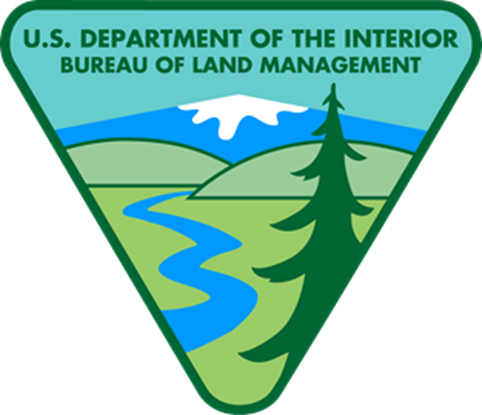 U.S. DEPARTMENT OF THE INTERIOR
BUREAU OF LAND MANAGEMENT